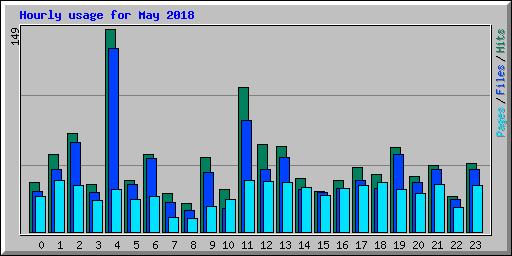 Hourly usage for May 2018
149
Pages / Files / Hits
0 1 2 3 4 5 6 7 8 9 10 11 12 13 14 15 16 17 18 19 20 21 22 23